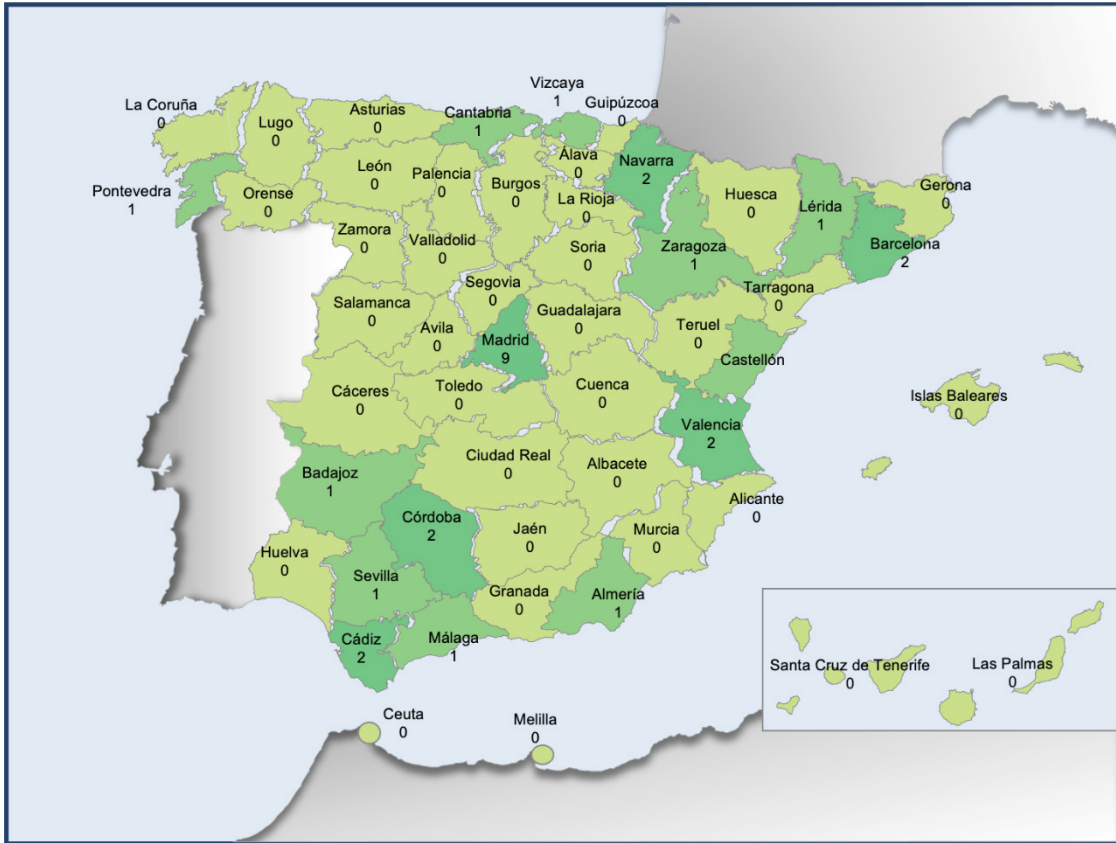 Vizcaya
1
La Coruña
0
Asturias
0
Cantabria
1
Guipúzcoa
0
Lugo
0
León
0
Palencia
0
Burgos
0
Álava
0
Navarra
2
Pontevedra
1
Orense
0
La Rioja
0
Huesca
0
Lérida
1
Gerona
0
Zamora
0
Valladolid
0
Soria
0
Zaragoza
1
Barcelona
2
Segovia
0
Tarragona
0
Salamanca
0
Avila
0
Madrid
9
Guadalajara
0
Teruel
0
Castellón
Cáceres
0
Toledo
0
Cuenca
0
Islas Baleares
0
Valencia
2
Badajoz
1
Ciudad Real
0
Albacete
0
Alicante
0
Córdoba
2
Jaén
0
Murcia
0
Huelva
0
Sevilla
1
Granada
0
Almería
1
Cádiz
2
Málaga
1
Santa Cruz de Tenerife
0
Las Palmas
0
Ceuta
0
Melilla
0